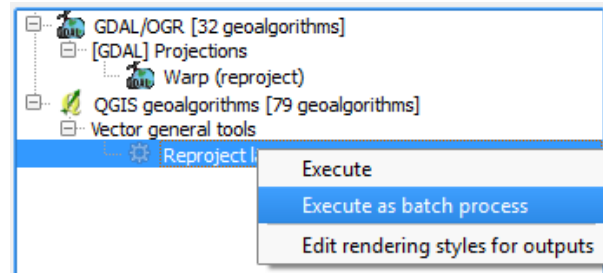 GDAL/OGR [32 geoalgorithms]
[GDAL] Projections
Warp (reproject)
QGIS geoalgorithms [79 geoalgorithms]
Vector general tools
Reproject
Execute
Execute as batch process
Edit rendering styles for outputs